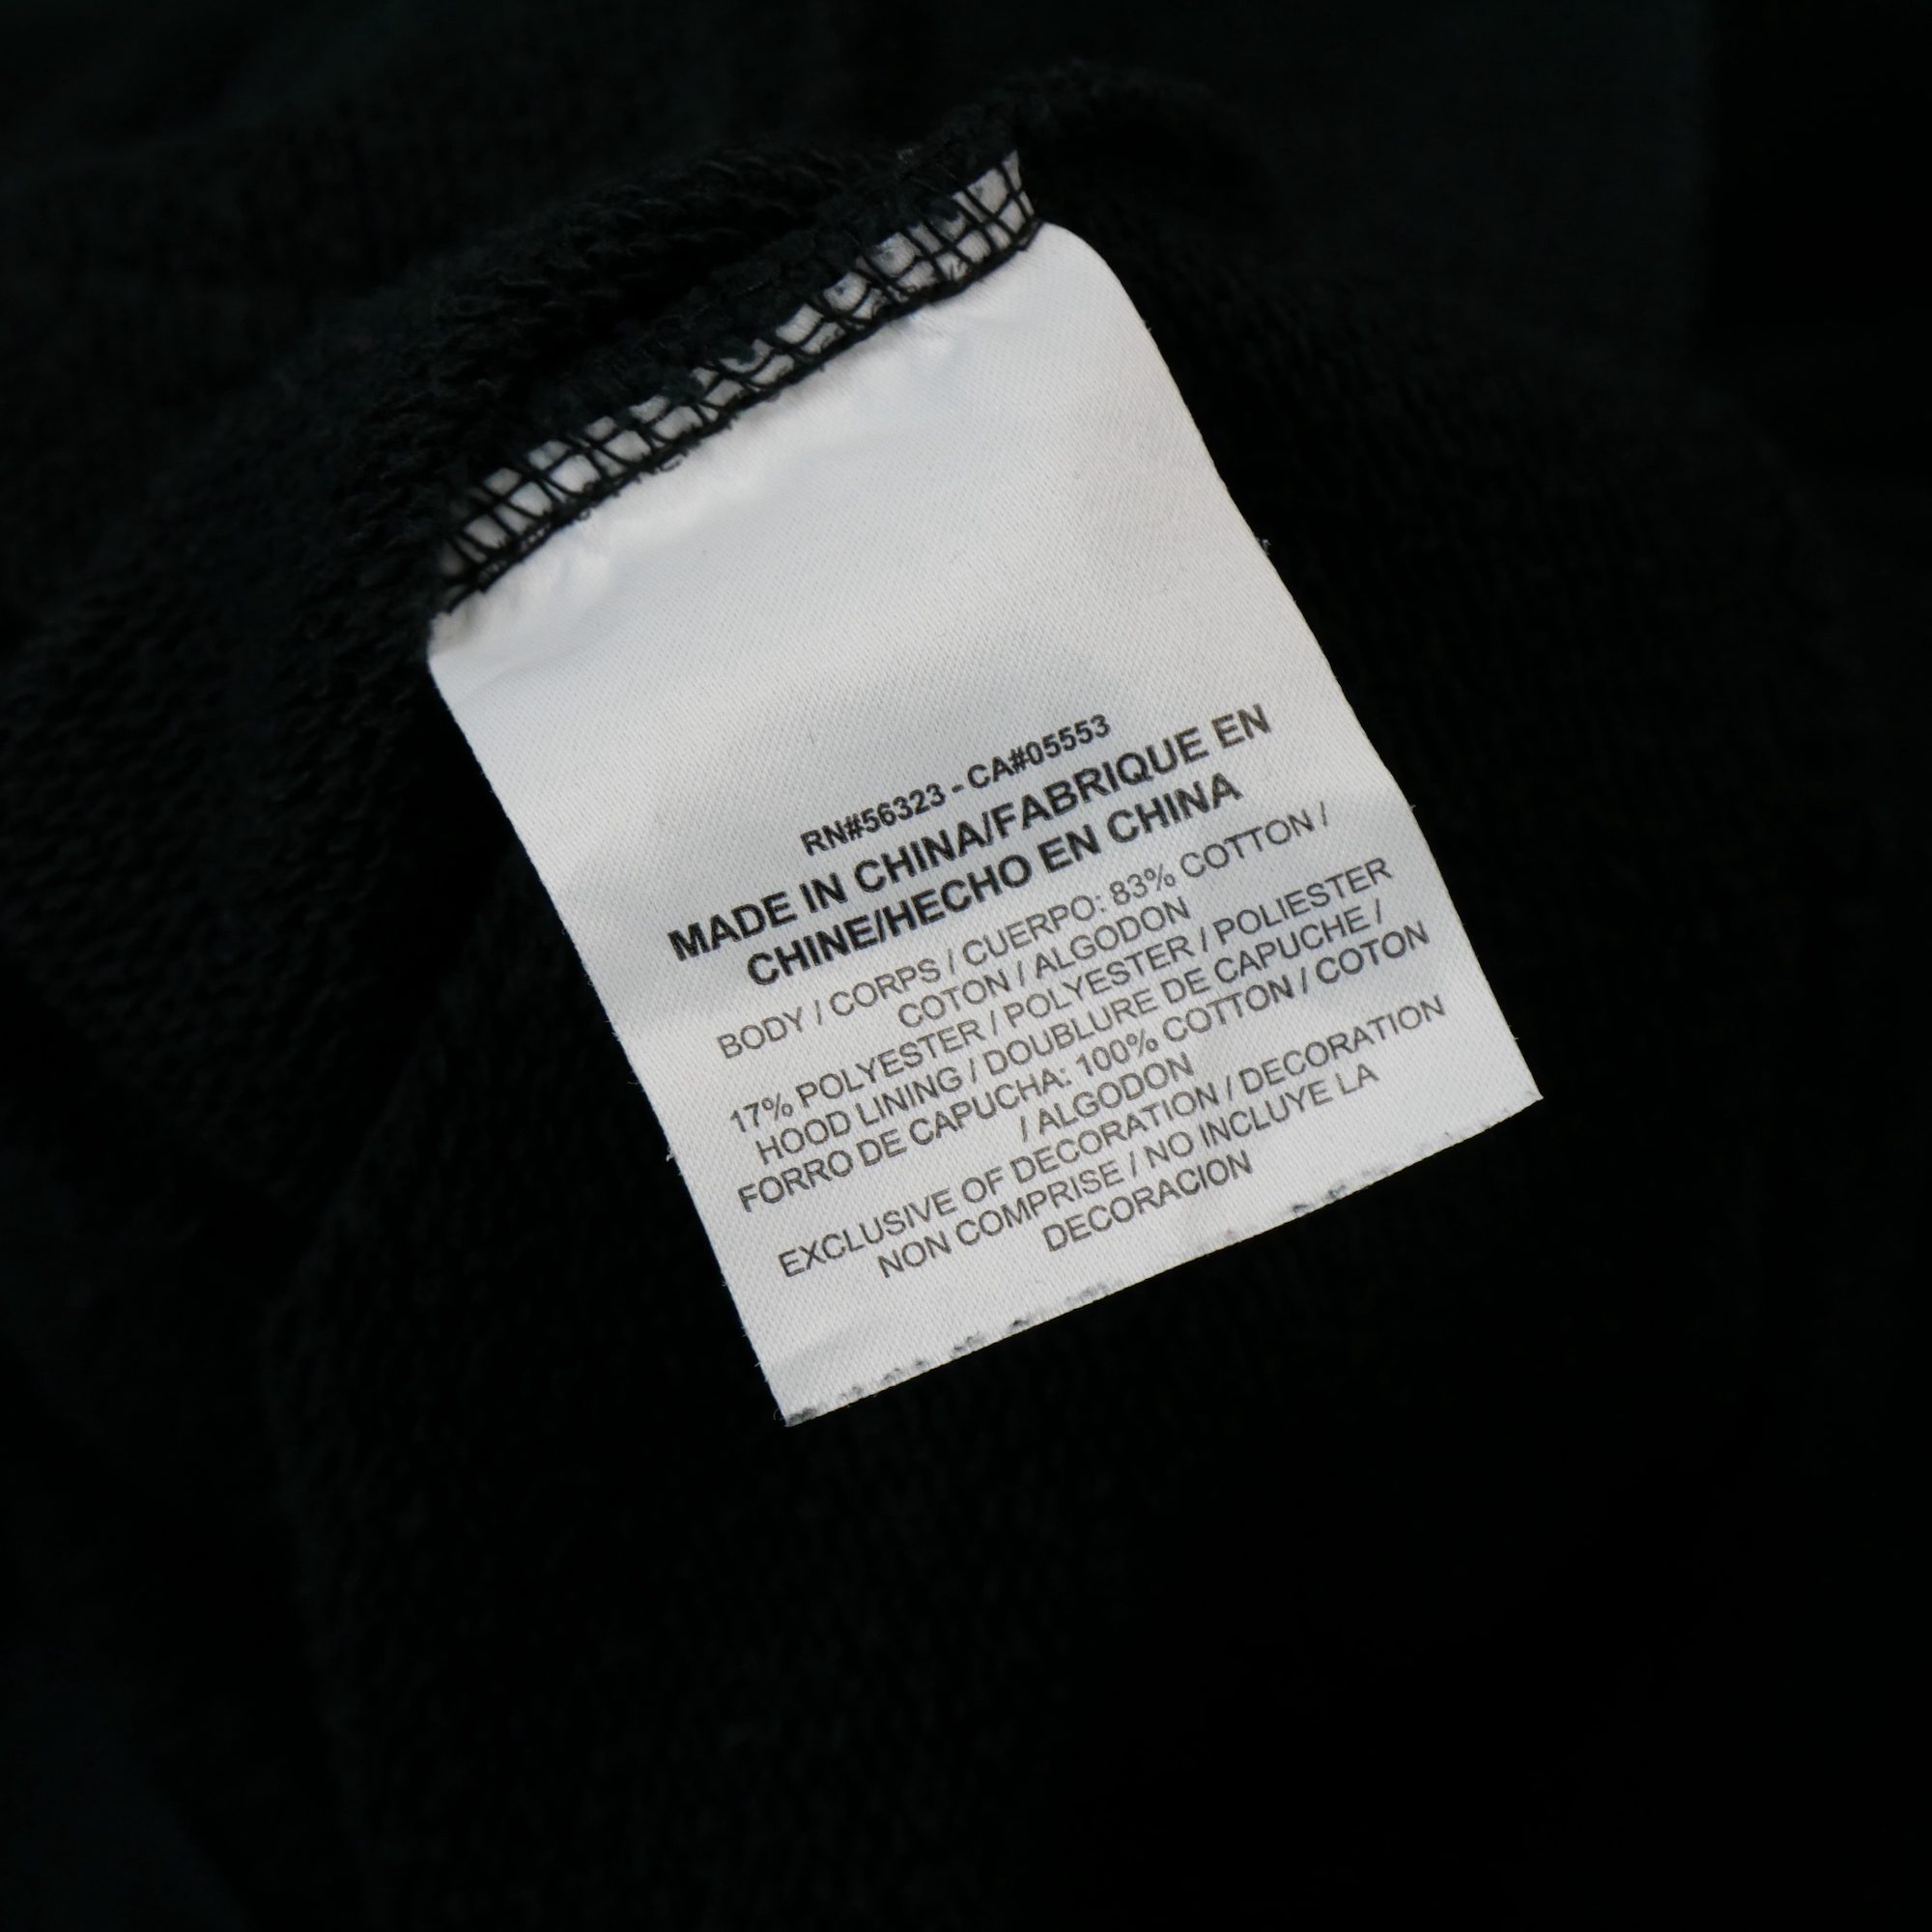 RN#56323 - CA#05553
MADE IN CHINA/FABRIQUE EN
CHINE/HECHO EN CHINA
BODY / CORPS / CUERPO: 83% COTTON /
COTON / ALGODON
17% POLYESTER / POLYESTER / POLIESTER
HOOD LINING / DOUBLURE DE CAPUCHE /
FORRO DE CAPUCHA: 100% COTTON / COTON
/ ALGODON
EXCLUSIVE OF DECORATION / DECORATION
NON COMPRISE / NO INCLUYE LA
DECORACION